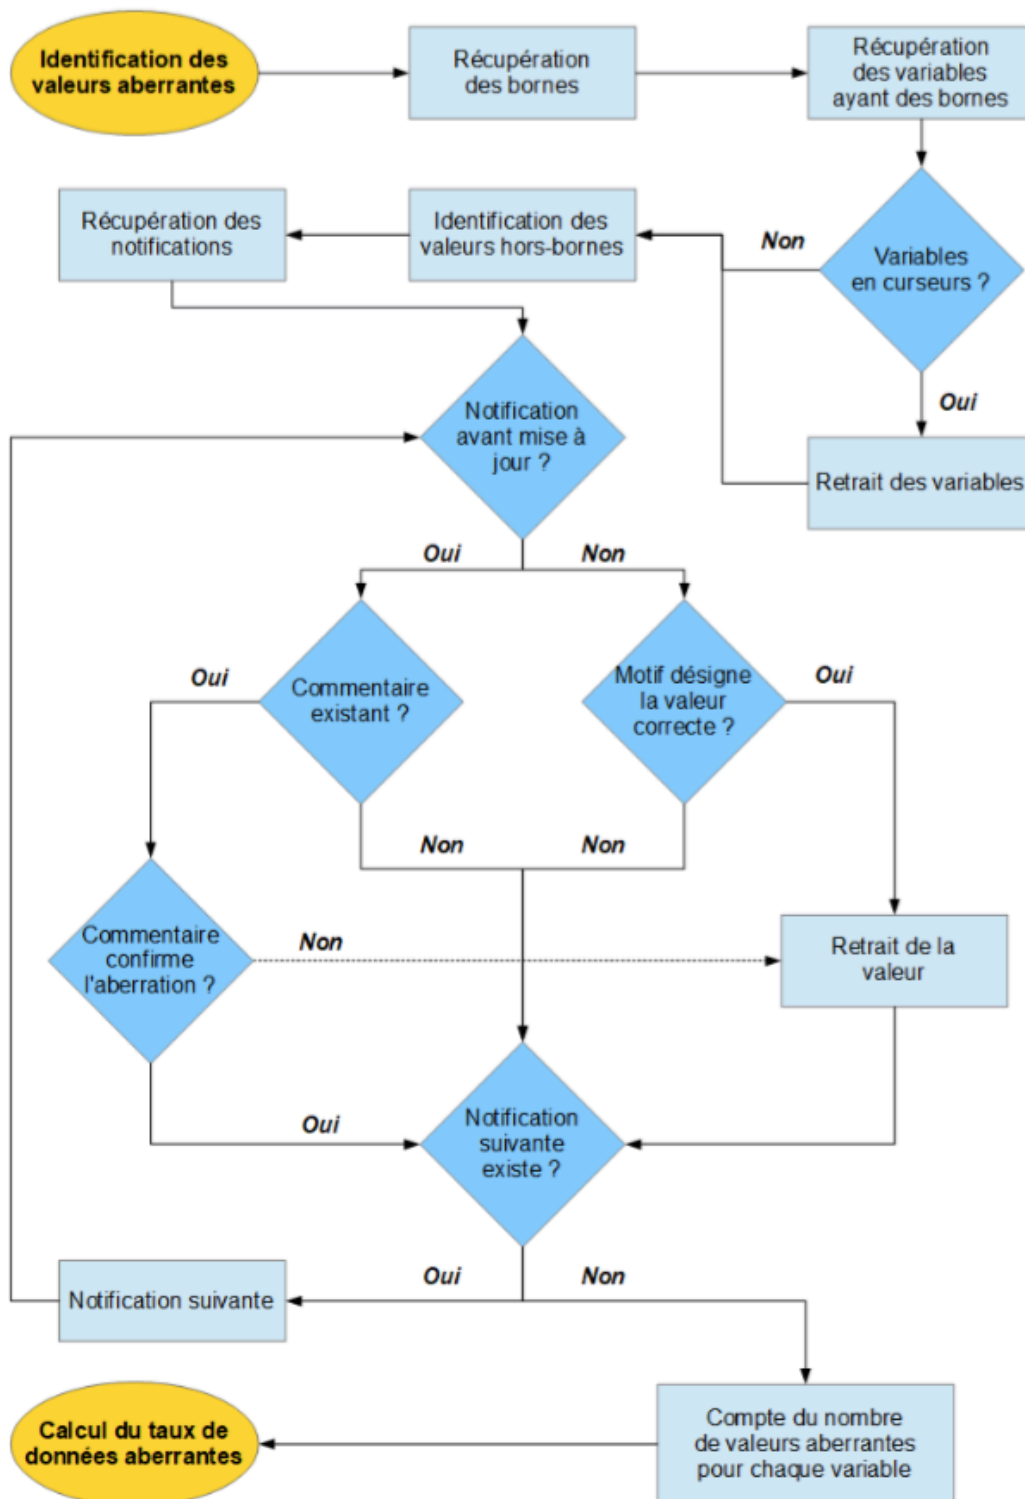 Identification des
valeurs aberrantes
Récupération
des bornes
Récupération
des variables
ayant des bornes
Récupération des
notifications
Identification des
valeurs hors-bornes
Non
Variables
en curseurs ?
Oui
Retrait des variables
Notification
avant mise à
jour ?
Oui
Non
Oui
Commentaire
existant ?
Motif désigne
la valeur
correcte ?
Oui
Non
Non
Commentaire
confirme
l'aberration ?
Non
Retrait de la
valeur
Oui
Notification
suivante
existe ?
Oui
Non
Notification suivante
Calcul du taux de
données aberrantes
Compte du nombre
de valeurs aberrantes
pour chaque variable